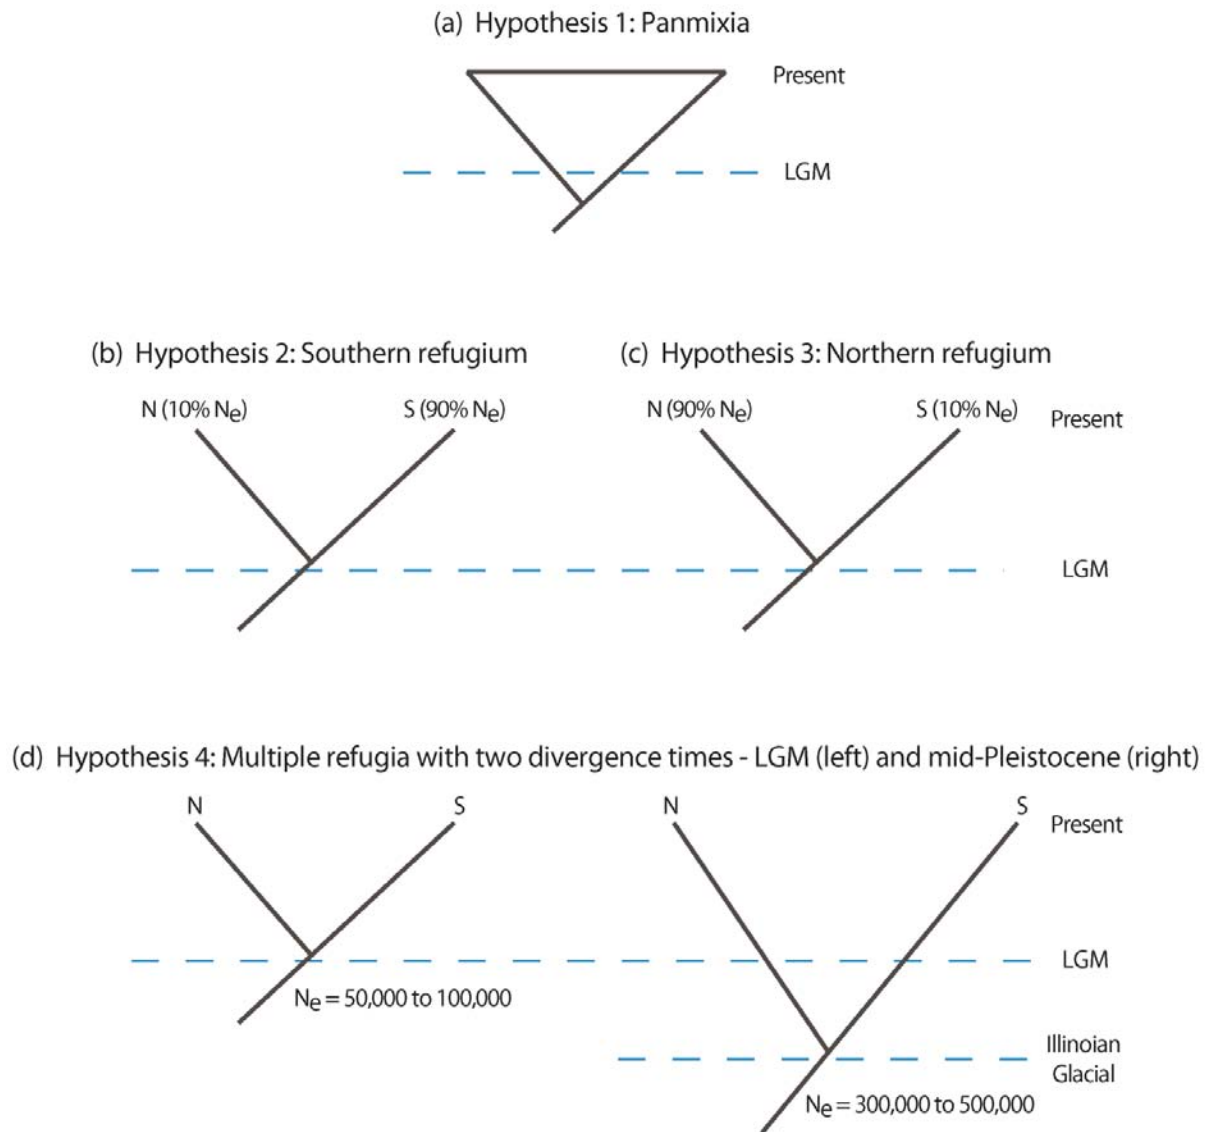 (a) Hypothesis 1: Panmixia
Present
LGM
(b) Hypothesis 2: Southern refugium
(c) Hypothesis 3: Northern refugium
N (10% Ne)
S (90% Ne)
N (90% Ne)
S (10% Ne)
Present
LGM
(d) Hypothesis 4: Multiple refugia with two divergence times - LGM (left) and mid-Pleistocene (right)
N
S
N
S
Present
LGM
Ne = 50,000 to 100,000
Illinoian
Glacial
Ne = 300,000 to 500,000